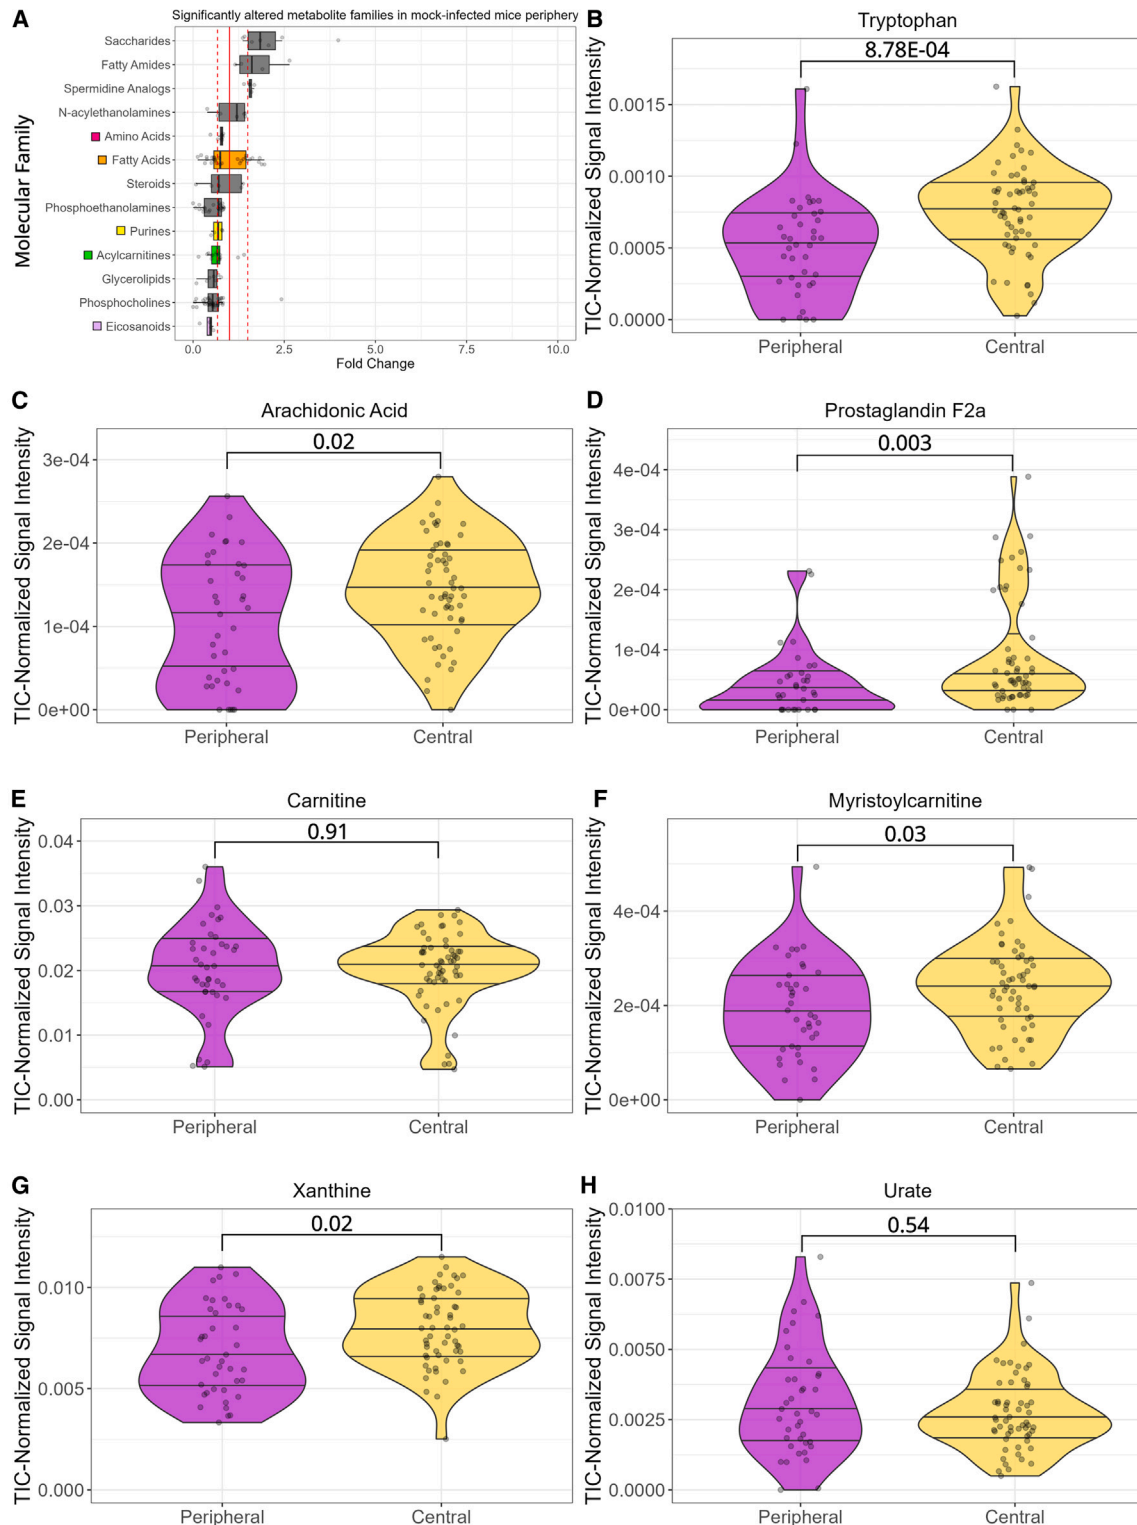 A
Significantly altered metabolite families in mock-infected mice periphery
Molecular Family
Saccharides
Fatty Amides
Spermidine Analogs
N-acylethanolamines
Amino Acids
Fatty Acids
Steroids
Phosphoethanolamines
Purines
Acylcarnitines
Glycerolipids
Phosphocholines
Eicosanoids
0.0 2.5 5.0 7.5 10.0
Fold Change
B
Tryptophan
8.78E-04
TIC-Normalized Signal Intensity
0.0015
0.0010
0.0005
0.0000
Peripheral Central
C
Arachidonic Acid
0.02
TIC-Normalized Signal Intensity
3e-04
2e-04
1e-04
0e+00
Peripheral Central
D
Prostaglandin F2a
0.003
TIC-Normalized Signal Intensity
4e-04
3e-04
2e-04
1e-04
0e+00
Peripheral Central
E
Carnitine
0.91
TIC-Normalized Signal Intensity
0.04
0.03
0.02
0.01
0.00
Peripheral Central
F
Myristoylcarnitine
0.03
TIC-Normalized Signal Intensity
4e-04
2e-04
0e+00
Peripheral Central
G
Xanthine
0.02
TIC-Normalized Signal Intensity
0.010
0.005
0.000
Peripheral Central
H
Urate
0.54
TIC-Normalized Signal Intensity
0.0100
0.0075
0.0050
0.0025
0.0000
Peripheral Central